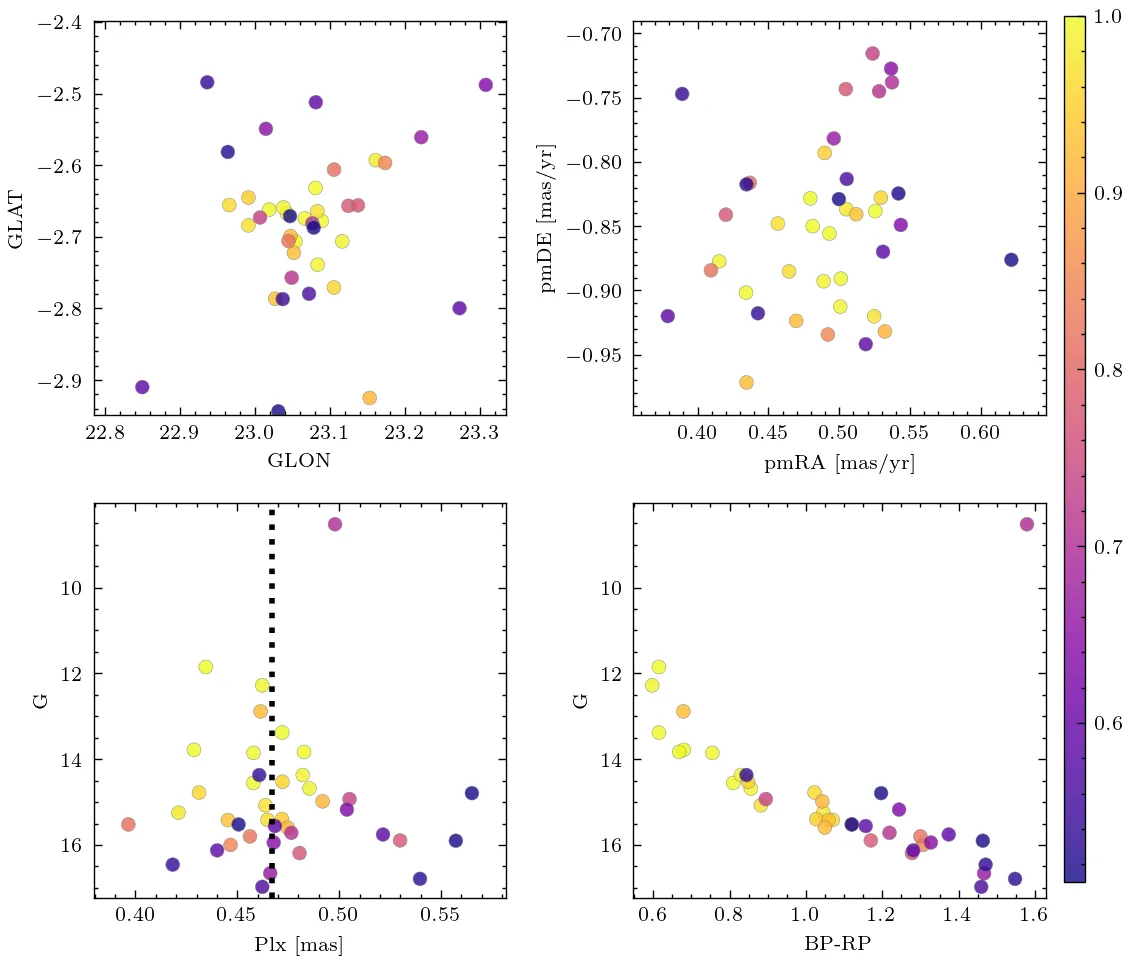 −2.4
−2.5
−2.6
−2.7
−2.8
−2.9
GLAT
22.8 22.9 23.0 23.1 23.2 23.3
GLON
−0.70
−0.75
−0.80
−0.85
−0.90
−0.95
pmDE [mas/yr]
0.40 0.45 0.50 0.55 0.60
pmRA [mas/yr]
1.0
0.9
0.8
0.7
0.6
10
12
14
16
G
0.40 0.45 0.50 0.55
Plx [mas]
10
12
14
16
G
0.6 0.8 1.0 1.2 1.4 1.6
BP-RP